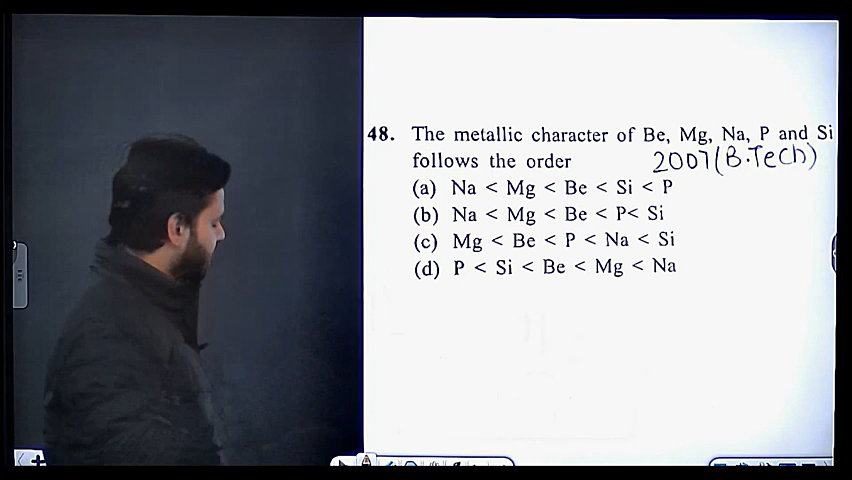 48. The metallic character of Be, Mg, Na, P and Si
follows the order
2007 (B.Tech)
(a) Na < Mg < Be < Si < P
(b) Na < Mg < Be < P< Si
(c) Mg < Be < P < Na < Si
(d) P < Si < Be < Mg < Na